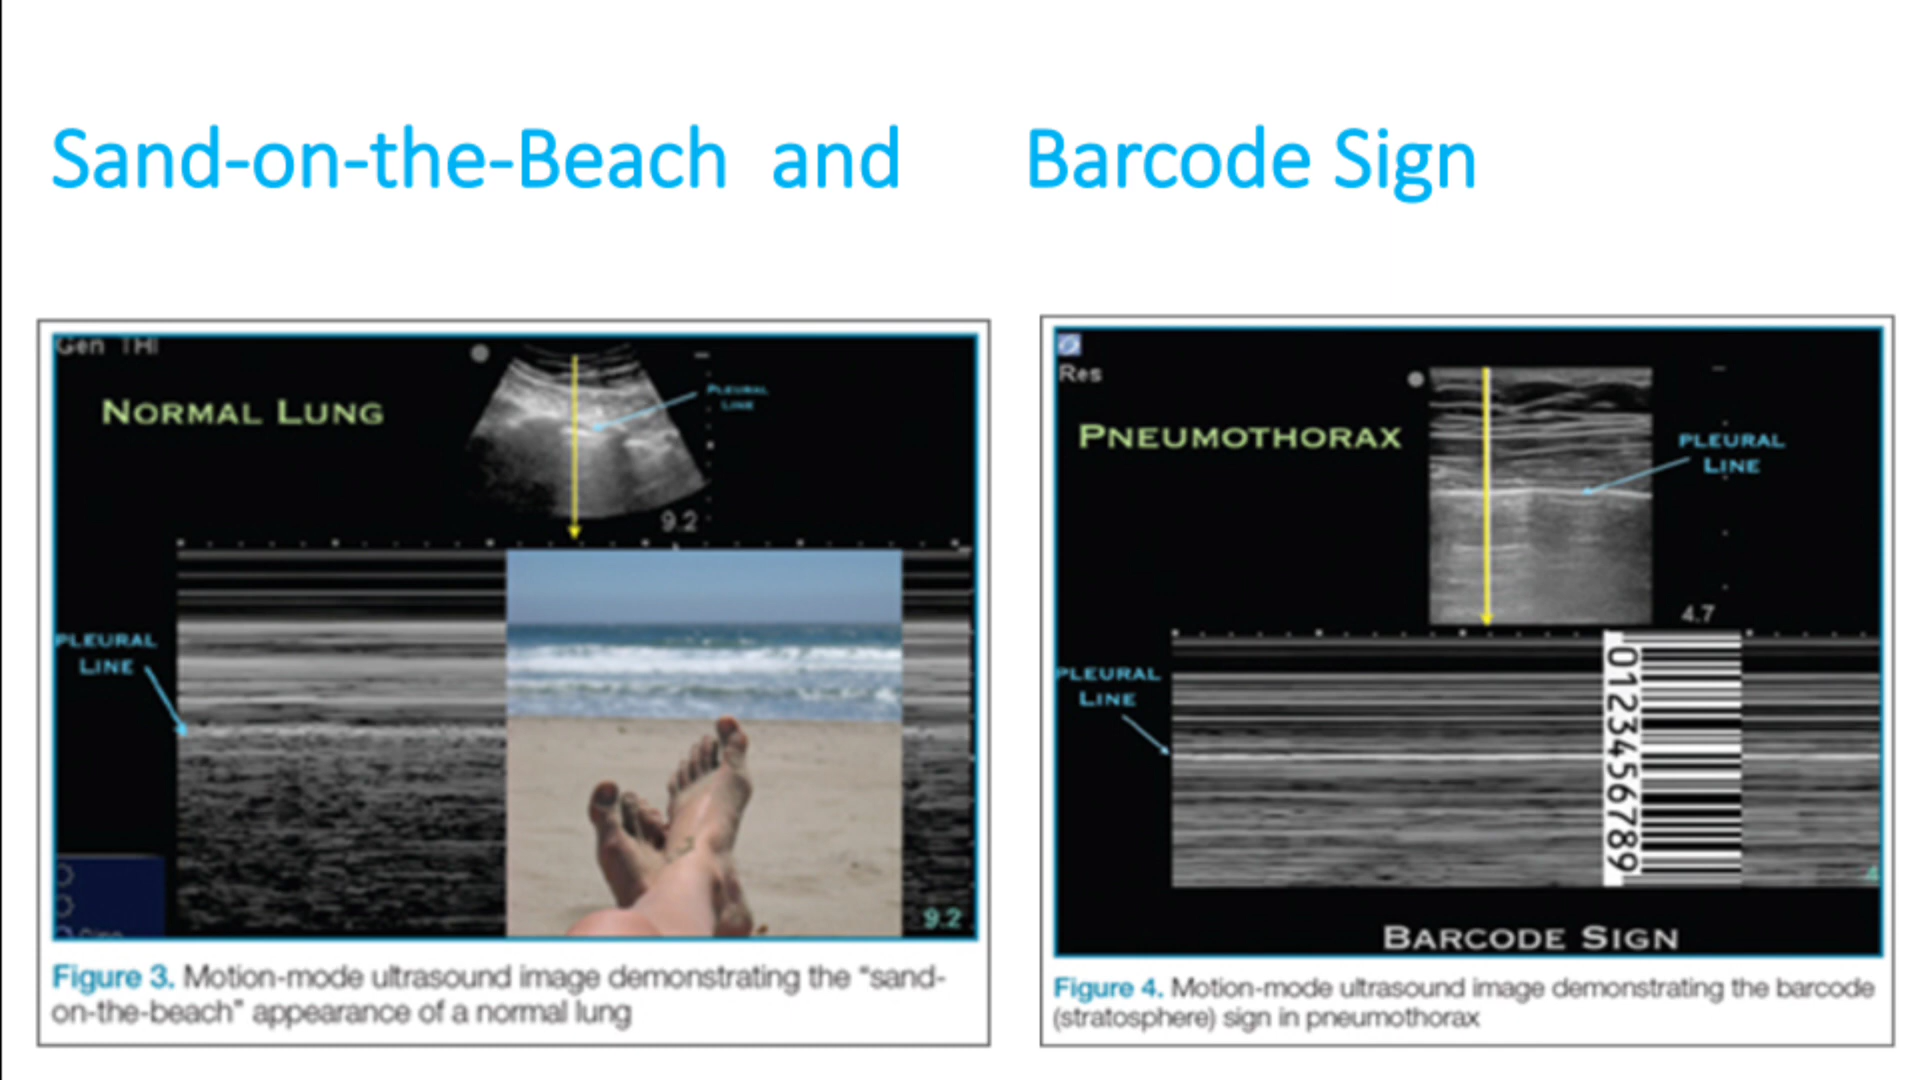 Sand-on-the-Beach and Barcode Sign
Gen THI
NORMAL LUNG
PLEURAL
LINE
9.2
PLEURAL
LINE
9.2
Figure 3. Motion-mode ultrasound image demonstrating the “sand-
on-the-beach” appearance of a normal lung
Res
PNEUMOTHORAX
PLEURAL
LINE
4.7
PLEURAL
LINE
0123456789
4
BARCODE SIGN
Figure 4. Motion-mode ultrasound image demonstrating the barcode
(stratosphere) sign in pneumothorax